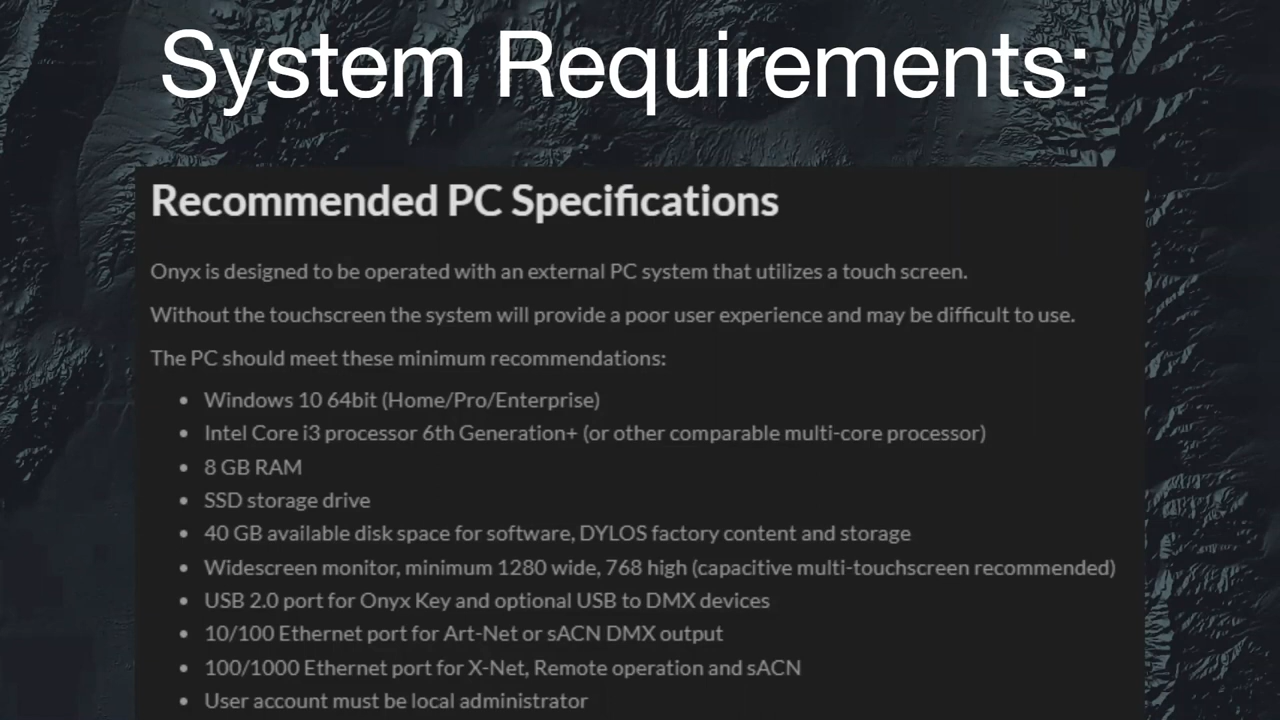 System Requirements:
Recommended PC Specifications
Onyx is designed to be operated with an external PC system that utilizes a touch screen.
Without the touchscreen the system will provide a poor user experience and may be difficult to use.
The PC should meet these minimum recommendations:
• Windows 10 64bit (Home/Pro/Enterprise)
• Intel Core i3 processor 6th Generation+ (or other comparable multi-core processor)
• 8 GB RAM
• SSD storage drive
• 40 GB available disk space for software, DYLOS factory content and storage
• Widescreen monitor, minimum 1280 wide, 768 high (capacitive multi-touchscreen recommended)
• USB 2.0 port for Onyx Key and optional USB to DMX devices
• 10/100 Ethernet port for Art-Net or sACN DMX output
• 100/1000 Ethernet port for X-Net, Remote operation and sACN
• User account must be local administrator